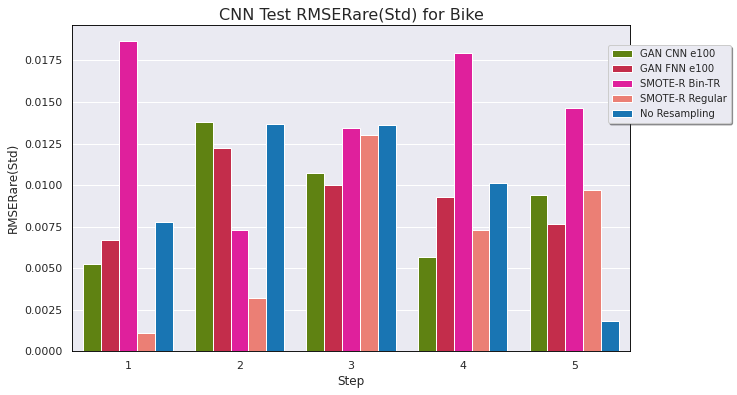 CNN Test RMSERare(Std) for Bike
RMSERare(Std)
0.0175
0.0150
0.0125
0.0100
0.0075
0.0050
0.0025
0.0000
1 2 3 4 5
Step
GAN CNN e100
GAN FNN e100
SMOTE-R Bin-TR
SMOTE-R Regular
No Resampling